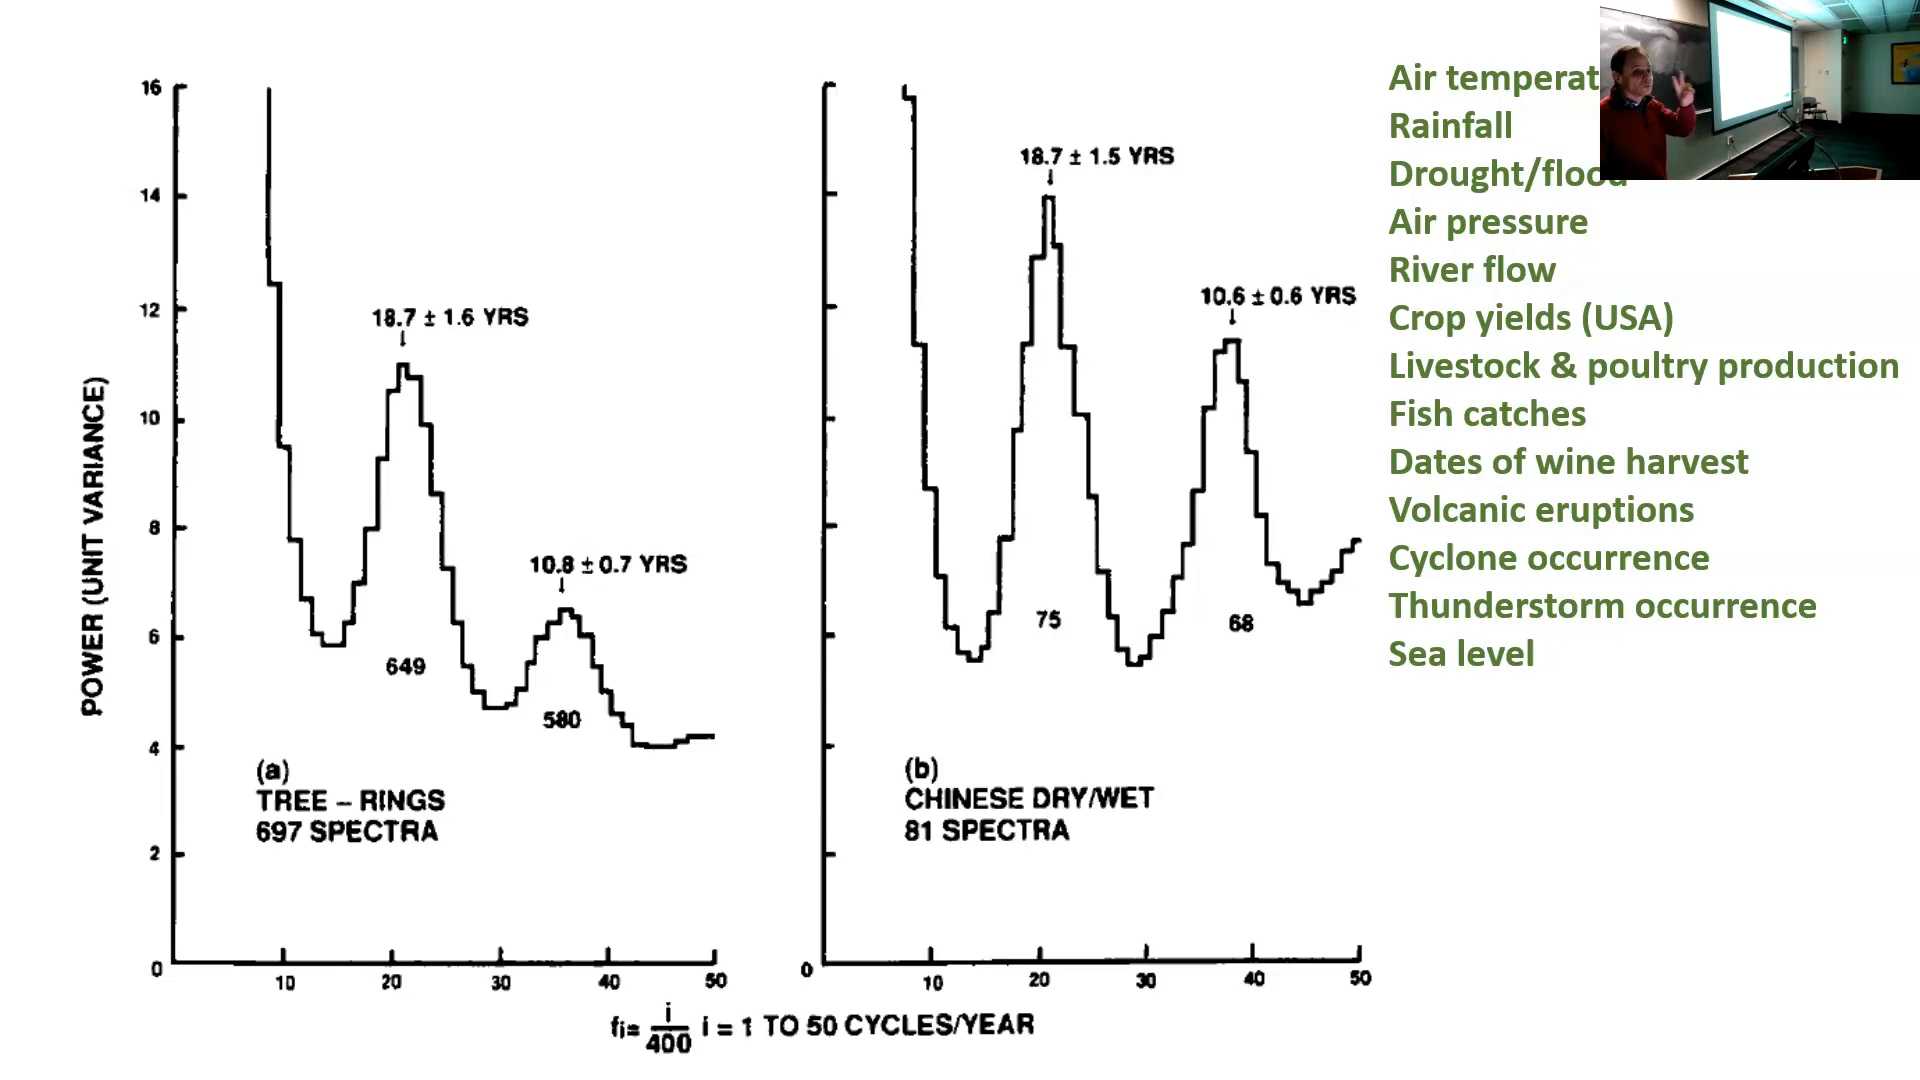 16
14
12
10
8
6
4
2
0
POWER (UNIT VARIANCE)
18.7 ± 1.6 YRS
10.8 ± 0.7 YRS
649
580
(a)
TREE – RINGS
697 SPECTRA
10 20 30 40 50
18.7 ± 1.5 YRS
10.6 ± 0.6 YRS
75
68
(b)
CHINESE DRY/WET
81 SPECTRA
0
10 20 30 40 50
fi= i/400 i = 1 TO 50 CYCLES/YEAR
Air
Rainfall
Drought/flood
Air pressure
River flow
Crop yields (USA)
Livestock & poultry production
Fish catches
Dates of wine harvest
Volcanic eruptions
Cyclone occurrence
Thunderstorm occurrence
Sea level